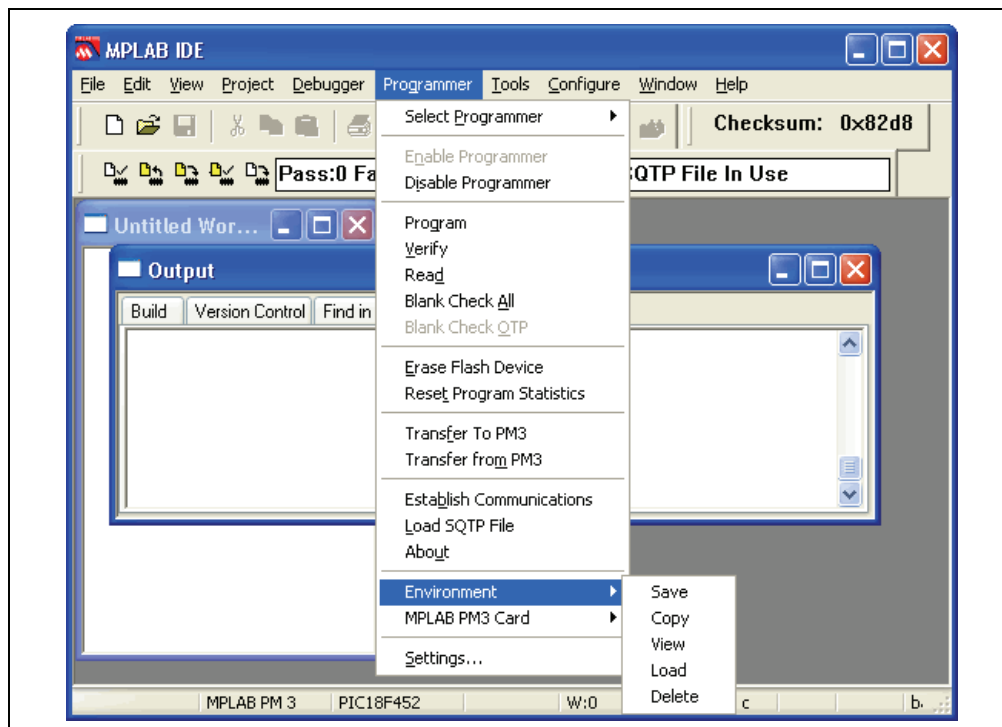 MPLAB IDE
File Edit View Project Debugger Programmer Tools Configure Window Help
Select Programmer
Checksum: 0x82d8
Enable Programmer
Disable Programmer
Pass:0 Fa
SQTP File In Use
Untitled Wor...
Program
Verify
Read
Blank Check All
Blank Check OTP
Output
Build Version Control Find in
Erase Flash Device
Reset Program Statistics
Transfer To PM3
Transfer from PM3
Establish Communications
Load SQTP File
About
Environment
MPLAB PM3 Card
Settings...
Save
Copy
View
Load
Delete
MPLAB PM 3 PIC18F452 W:0 c b.